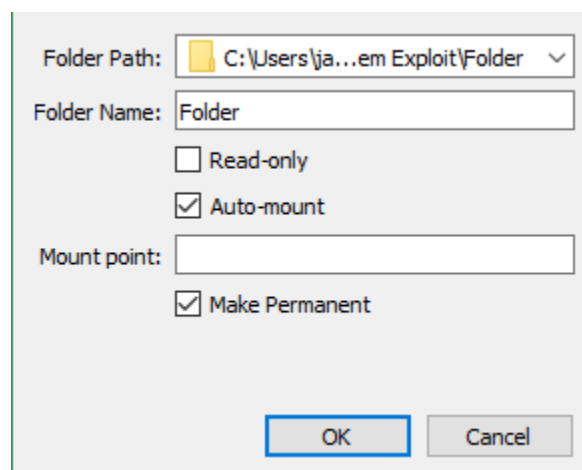 Folder Path: C:\Users\ja...em Exploit\Folder
Folder Name: Folder
Read-only
Auto-mount
Mount point:
Make Permanent
OK Cancel